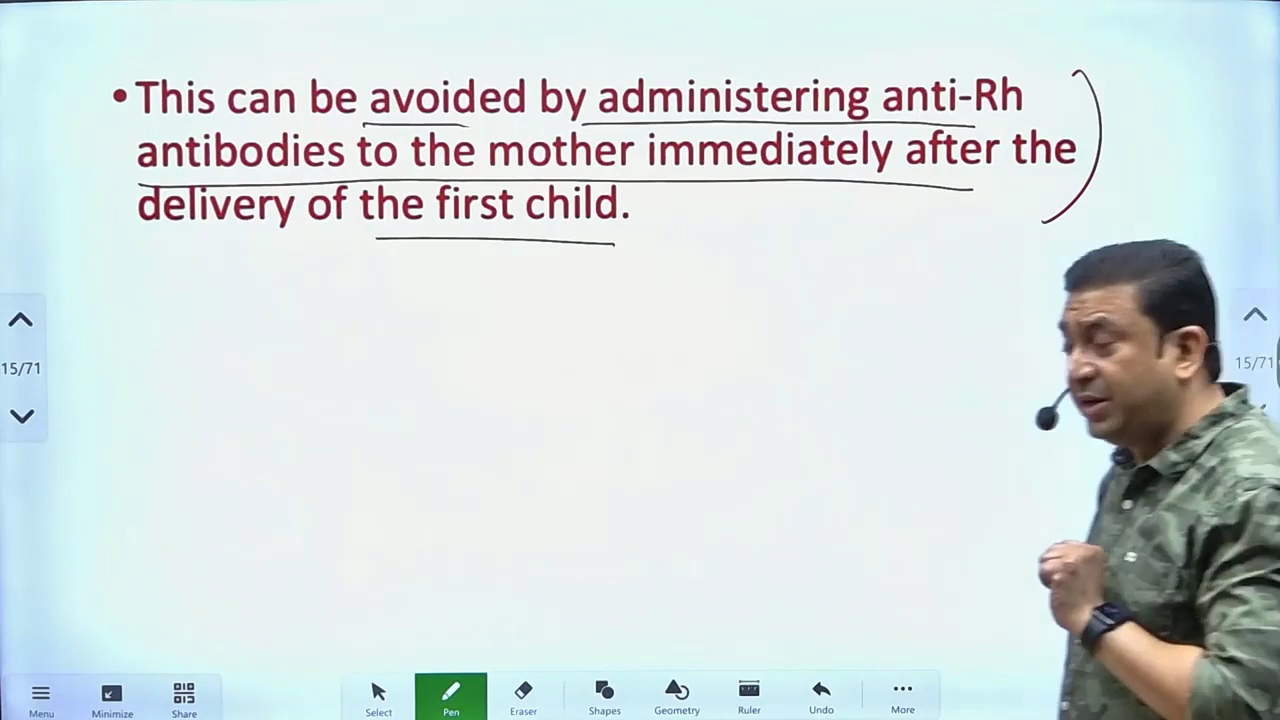 • This can be avoided by administering anti-Rh
antibodies to the mother immediately after the
delivery of the first child.
15/71
15/71
Menu
Minimize
Share
Select
Pen
Eraser
Shapes
Geometry
Ruler
Undo
More